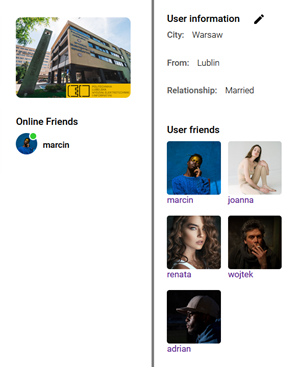 Online Friends
marcin
User information
City: Warsaw
From: Lublin
Relationship: Married
User friends
marcin
joanna
renata
wojtek
adrian